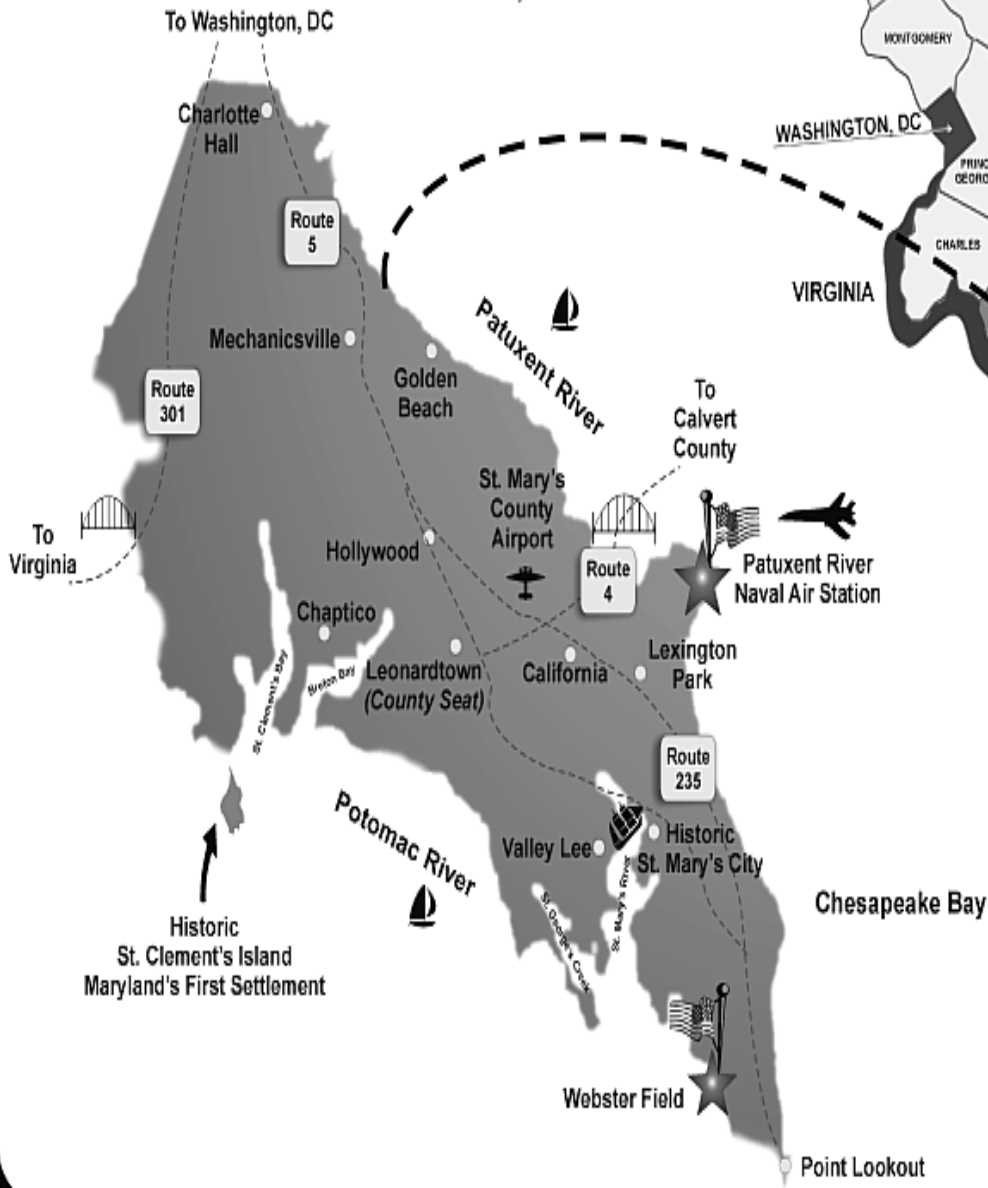 To Washington, DC
MONTGOMERY
WASHINGTON, DC
CHARLES
VIRGINIA
Charlotte
Hall
Route
5
Patuxent River
Mechanicsville
Golden
Beach
Route
301
To
Calvert
County
St. Mary's
County
Airport
To
Virginia
Hollywood
Route
4
Patuxent River
Naval Air Station
Chaptico
Leonardtown
(County Seat)
California
Lexington
Park
St. Clement's Bay
Breton Bay
Route
235
Potomac River
Valley Lee
Historic
St. Mary's City
St. Mary's River
St. George's Creek
Chesapeake Bay
Historic
St. Clement's Island
Maryland's First Settlement
Webster Field
Point Lookout